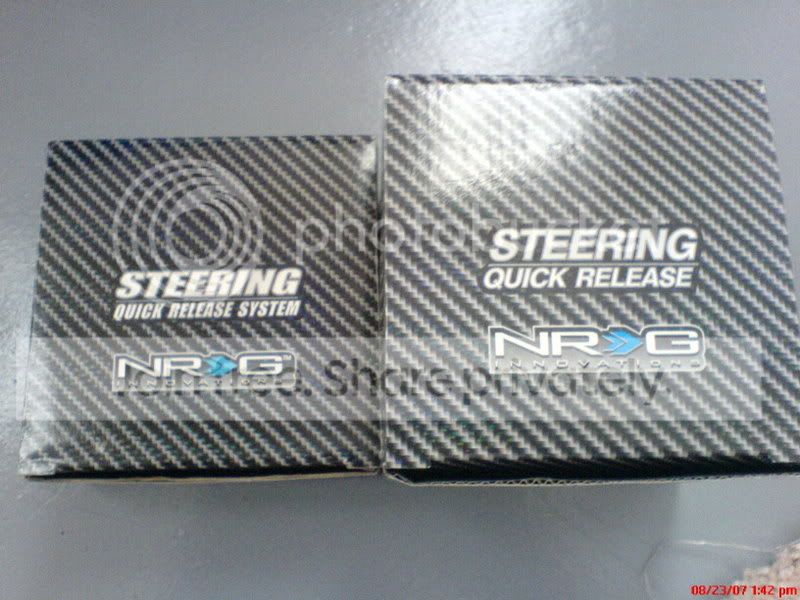 STEERING
QUICK RELEASE SYSTEM
NRG™
INNOVATIONS
STEERING
QUICK RELEASE
NRG
INNOVATIONS
photobucket
Share privately.
08/23/07 1:42 pm